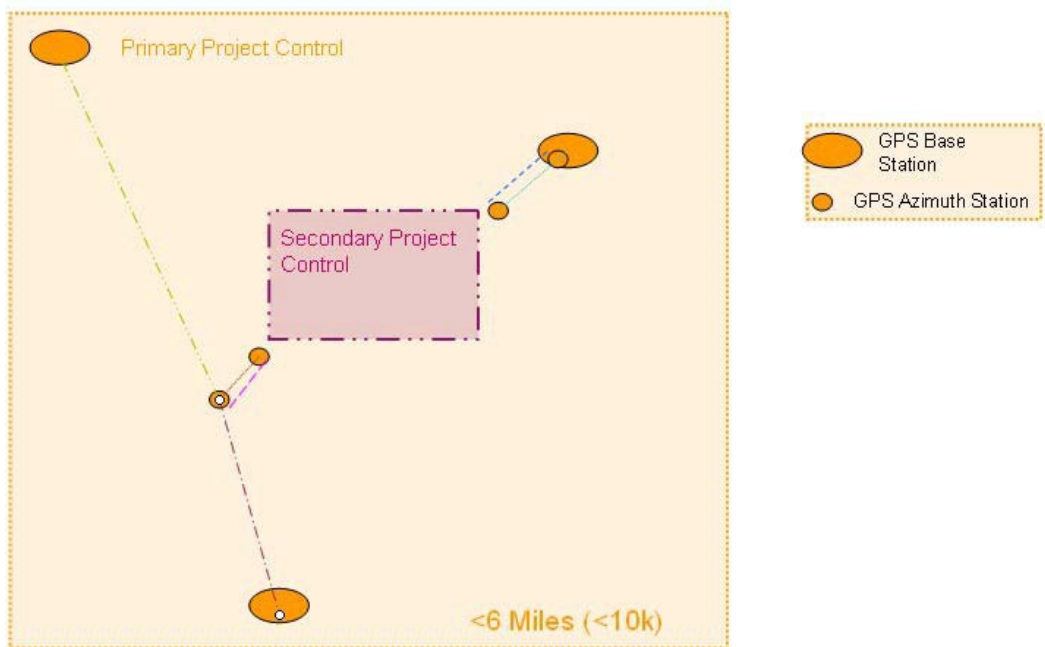 Primary Project Control
GPS Base
Station
GPS Azimuth Station
Secondary Project
Control
<6 Miles (<10k)